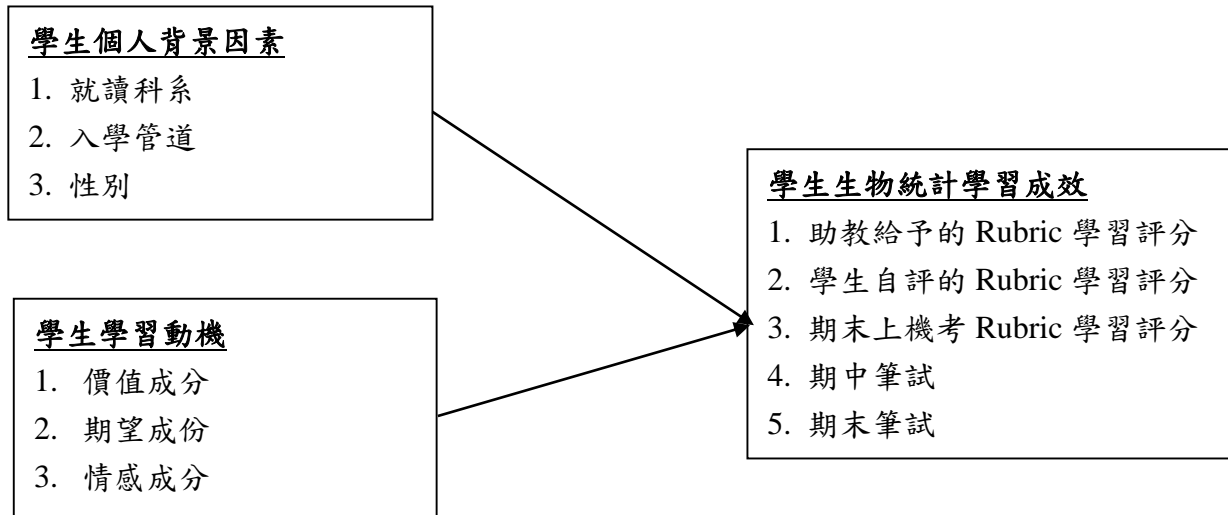 學生個人背景因素
1. 就讀科系
2. 入學管道
3. 性別
學生學習動機
1. 價值成分
2. 期望成份
3. 情感成分
學生生物統計學習成效
1. 助教給予的 Rubric 學習評分
2. 學生自評的 Rubric 學習評分
3. 期末上機考 Rubric 學習評分
4. 期中筆試
5. 期末筆試